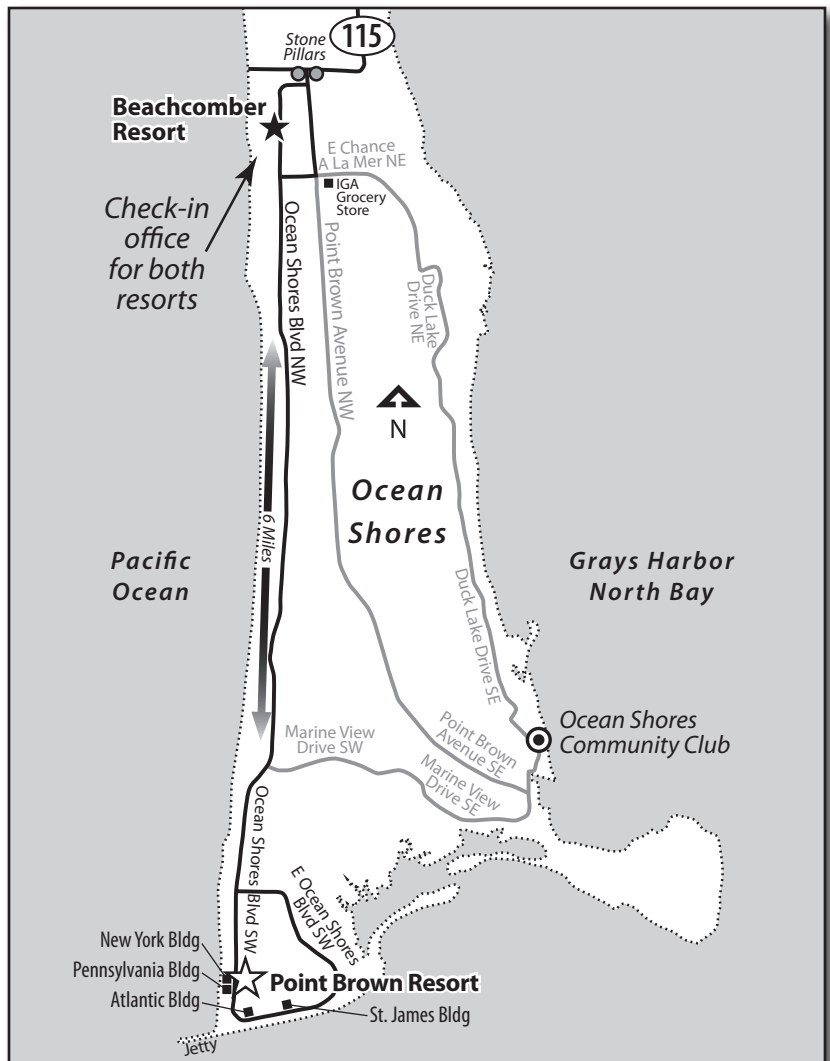 Stone
Pillars
115
Beachcomber
Resort
E Chance
A La Mer NE
IGA
Grocery
Store
Check-in
office
for both
resorts
Ocean Shores Blvd NW
Point Brown Avenue NW
Duck Lake
Drive NE
N
Ocean
Shores
6 Miles
Pacific
Ocean
Grays Harbor
North Bay
Duck Lake Drive SE
Ocean Shores
Community Club
Marine View
Drive SW
Point Brown
Avenue SE
Marine View
Drive SE
Ocean Shores Blvd SW
E Ocean Shores
Blvd SW
New York Bldg
Pennsylvania Bldg
Point Brown Resort
Atlantic Bldg
St. James Bldg
Jetty